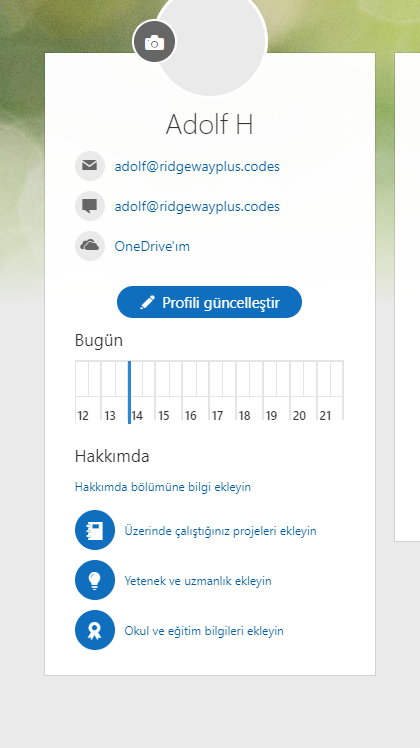 Adolf H
adolf@ridgewayplus.codes
adolf@ridgewayplus.codes
OneDrive'ım
Profili güncelleştir
Bugün
12 13 14 15 16 17 18 19 20 21
Hakkımda
Hakkımda bölümüne bilgi ekleyin
Üzerinde çalıştığınız projeleri ekleyin
Yetenek ve uzmanlık ekleyin
Okul ve eğitim bilgileri ekleyin